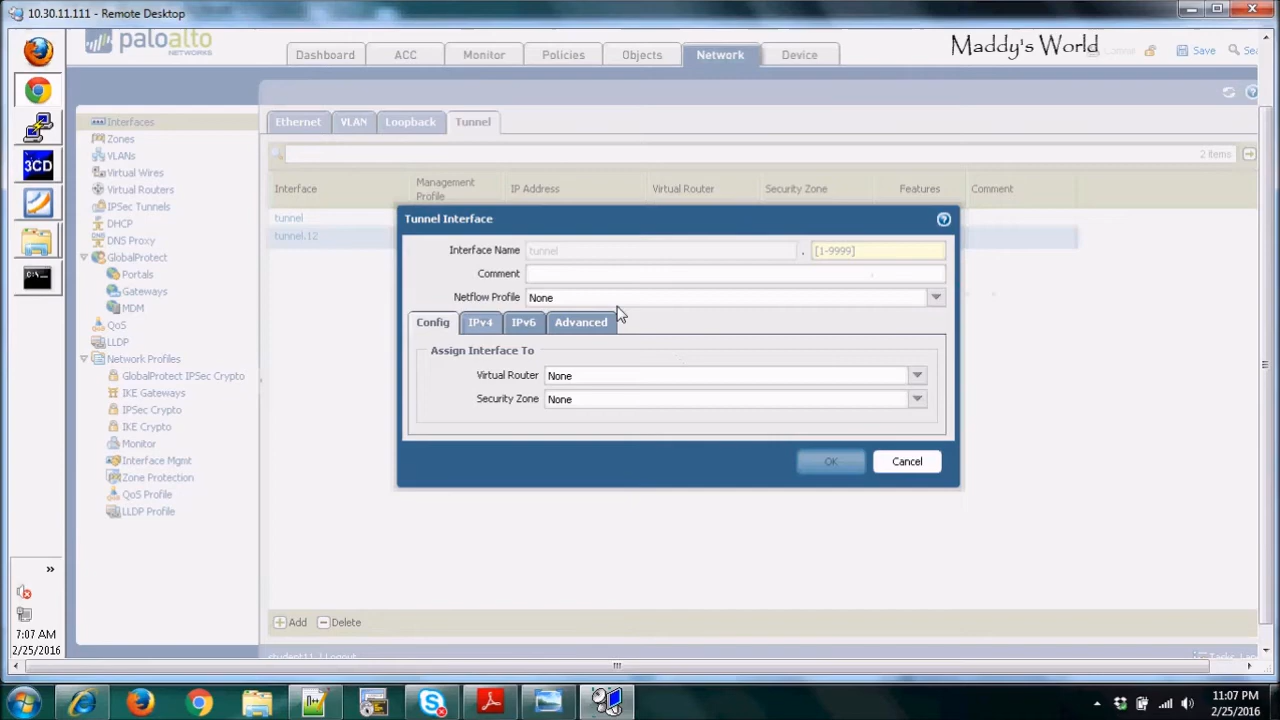 10.30.11.111 - Remote Desktop
paloalto
NETWORKS
Dashboard
ACC
Monitor
Policies
Objects
Network
Device
Maddy's World
Save
Interfaces
Zones
VLANs
Virtual Wires
Virtual Routers
IPSec Tunnels
DHCP
DNS Proxy
GlobalProtect
Portals
Gateways
MDM
QoS
LLDP
Network Profiles
GlobalProtect IPSec Crypto
IKE Gateways
IPSec Crypto
IKE Crypto
Monitor
Interface Mgmt
Zone Protection
QoS Profile
LLDP Profile
Ethernet
VLAN
Loopback
Tunnel
2 items
Interface
Management
Profile
IP Address
Virtual Router
Security Zone
Features
Comment
tunnel
tunnel.12
Tunnel Interface
Interface Name
tunnel
.
[1-9999]
Comment
Netflow Profile
None
Config
IPv4
IPv6
Advanced
Assign Interface To
Virtual Router
None
Security Zone
None
OK
Cancel
Add
Delete
3CD
»
7:07 AM
2/25/2016
11:07 PM
2/25/2016